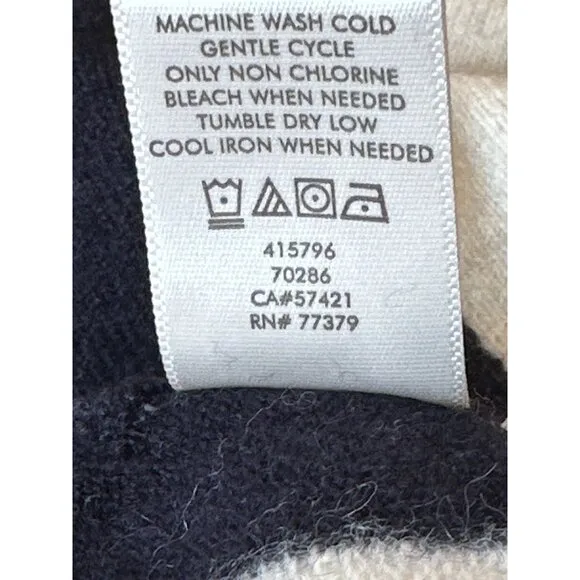 MACHINE WASH COLD
GENTLE CYCLE
ONLY NON CHLORINE
BLEACH WHEN NEEDED
TUMBLE DRY LOW
COOL IRON WHEN NEEDED
415796
70286
CA#57421
RN# 77379